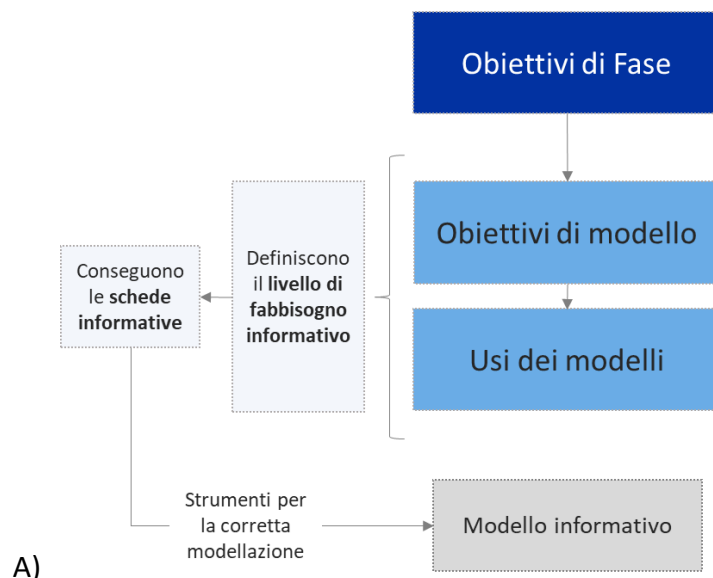 Obiettivi di Fase
Obiettivi di modello
Usi dei modelli
Definiscono
il livello di
fabbisogno
informativo
Conseguono
le schede
informative
Strumenti per
la corretta
modellazione
Modello informativo
A)